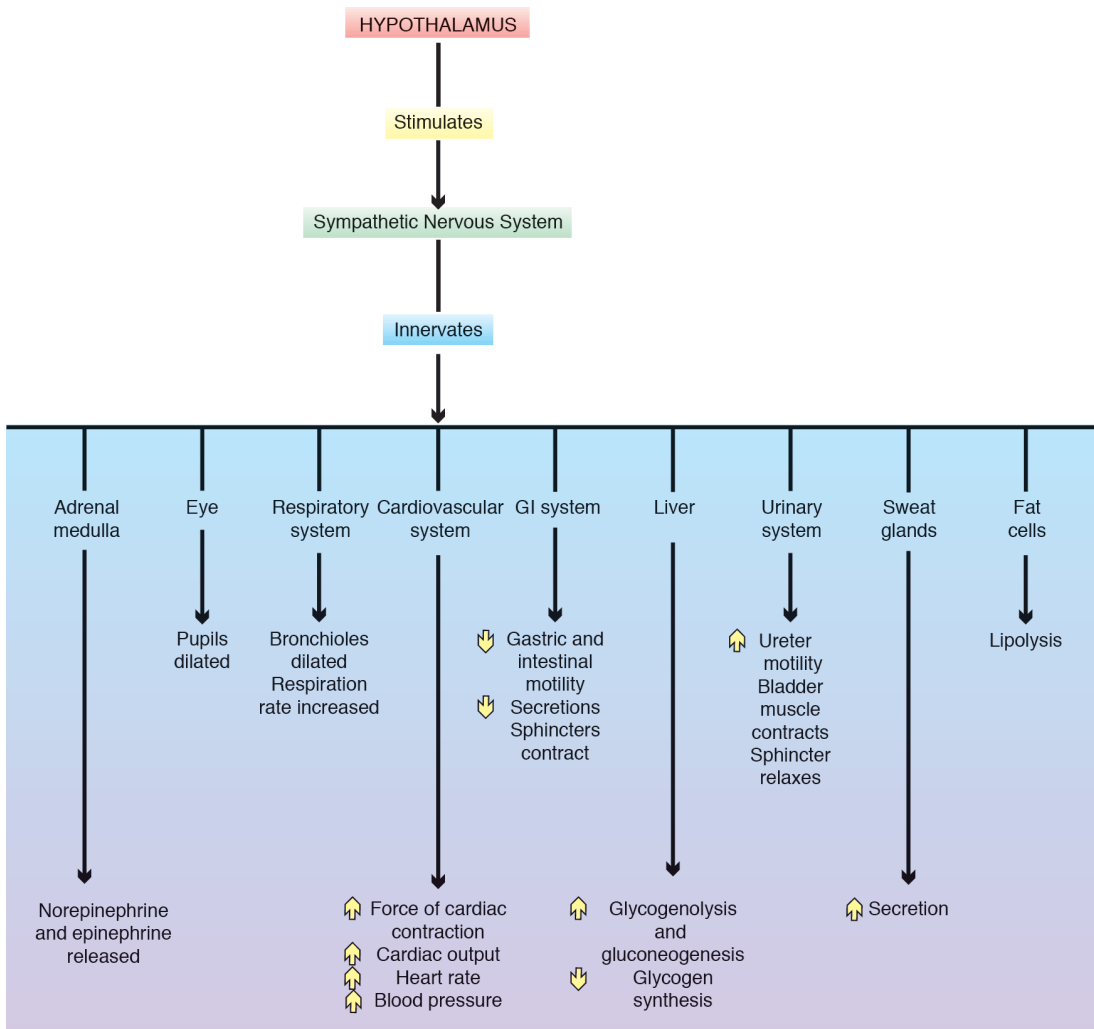 HYPOTHALAMUS
Stimulates
Sympathetic Nervous System
Innervates
Adrenal
medulla
Eye
Respiratory
system
Cardiovascular
system
GI system
Liver
Urinary
system
Sweat
glands
Fat
cells
Pupils
dilated
Bronchioles
dilated
Respiration
rate increased
Gastric and
intestinal
motility
Secretions
Sphincters
contract
Ureter
motility
Bladder
muscle
contracts
Sphincter
relaxes
Lipolysis
Norepinephrine
and epinephrine
released
Force of cardiac
contraction
Cardiac output
Heart rate
Blood pressure
Glycogenolysis
and
gluconeogenesis
Glycogen
synthesis
Secretion